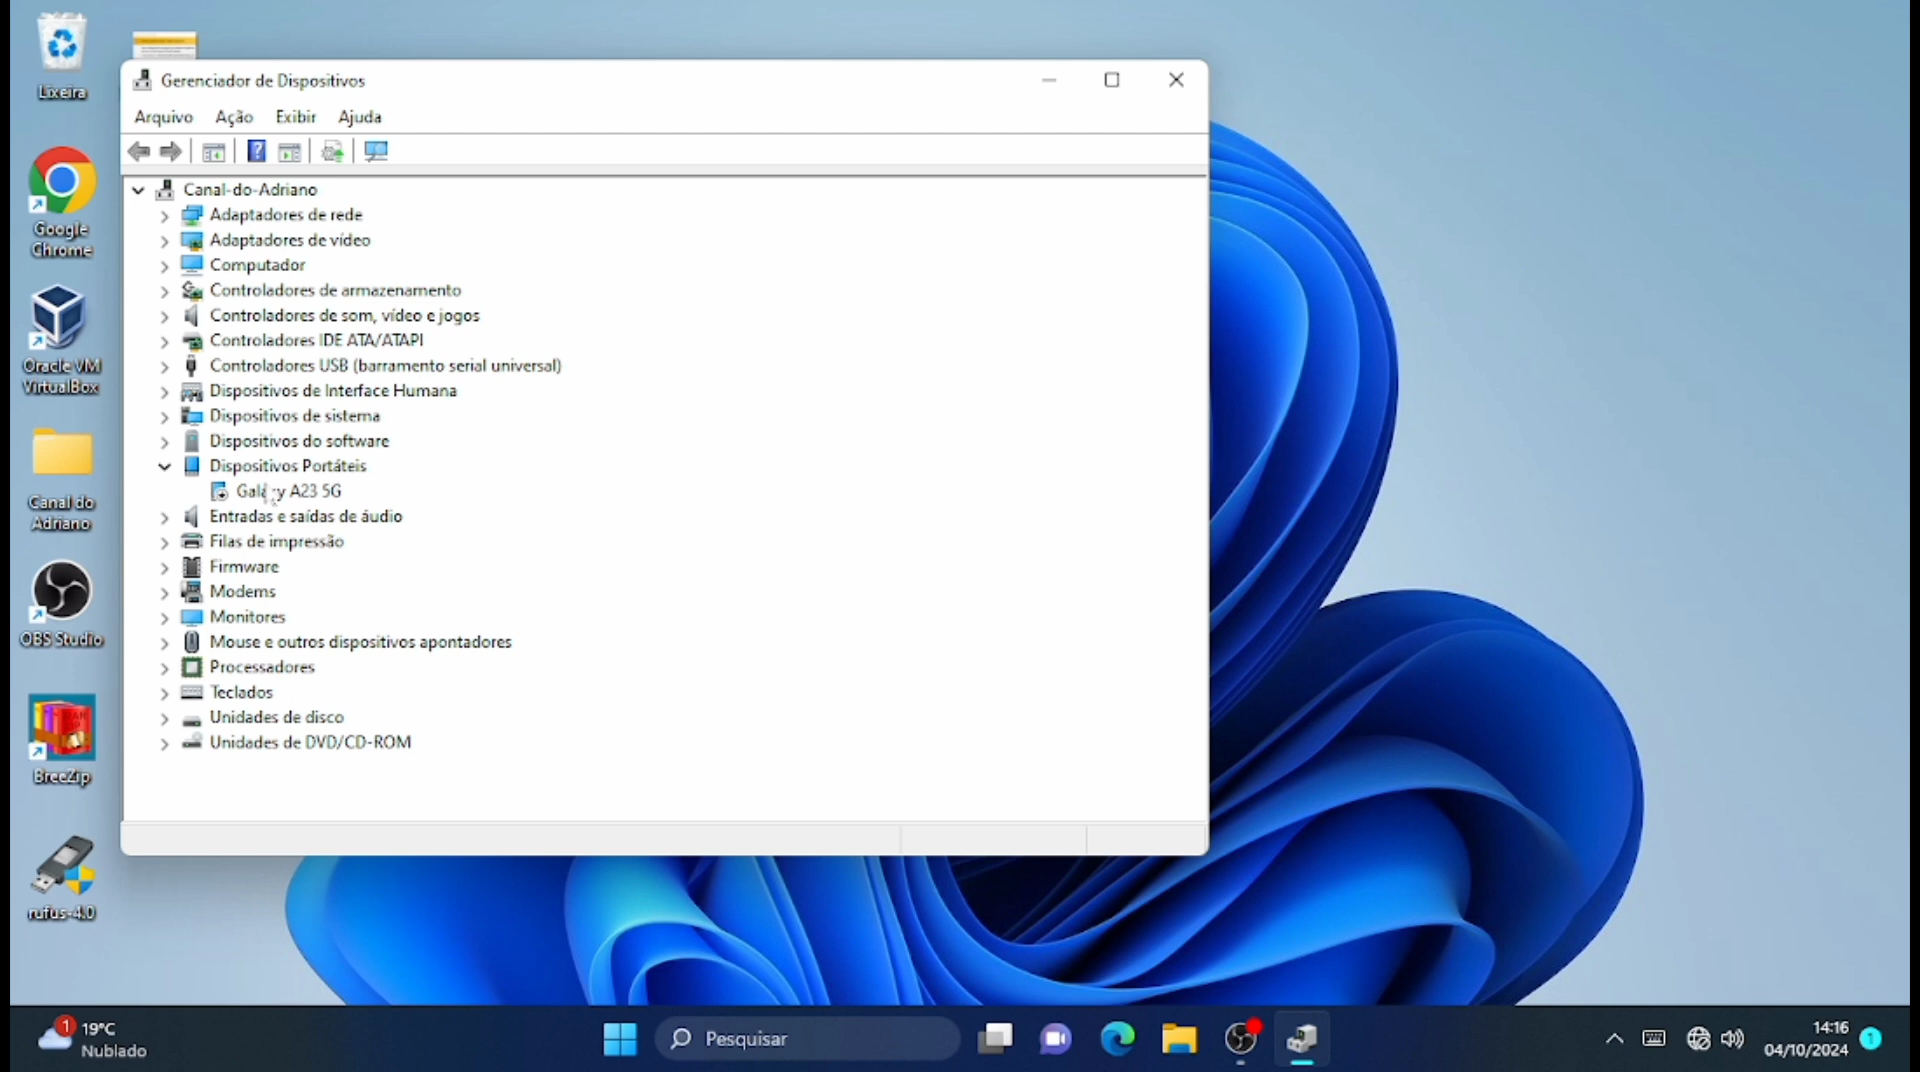 Lixeira
Google
Chrome
Oracle VM
VirtualBox
Canal do
Adriano
OBS Studio
BreeZip
rufus-4.0
Gerenciador de Dispositivos
Arquivo Ação Exibir Ajuda
Canal-do-Adriano
Adaptadores de rede
Adaptadores de vídeo
Computador
Controladores de armazenamento
Controladores de som, vídeo e jogos
Controladores IDE ATA/ATAPI
Controladores USB (barramento serial universal)
Dispositivos de Interface Humana
Dispositivos de sistema
Dispositivos do software
Dispositivos Portáteis
Galaxy A23 5G
Entradas e saídas de áudio
Filas de impressão
Firmware
Modems
Monitores
Mouse e outros dispositivos apontadores
Processadores
Teclados
Unidades de disco
Unidades de DVD/CD-ROM
1
19°C
Nublado
Pesquisar
14:16
04/10/2024
1